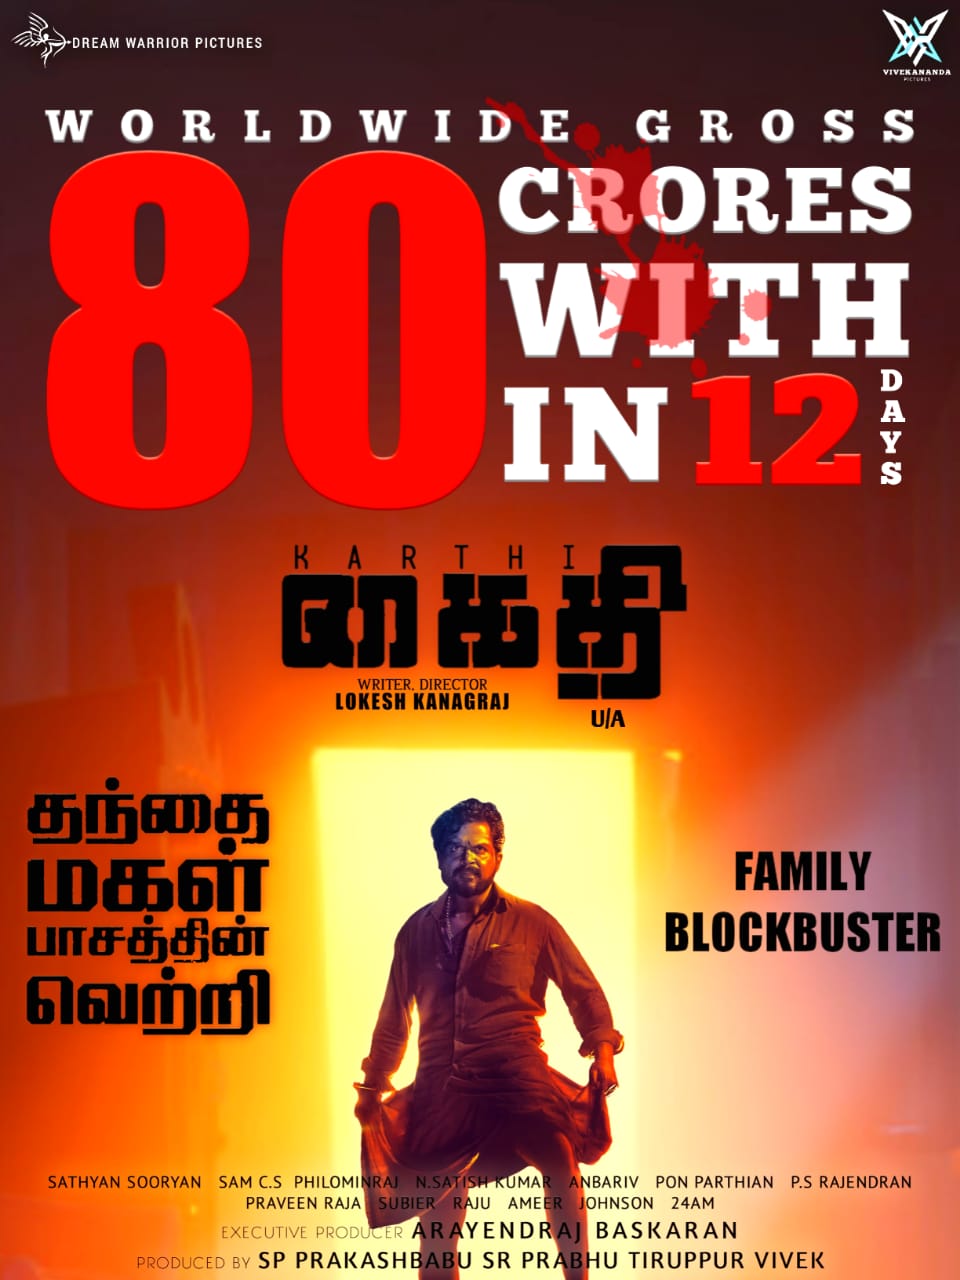 DREAM WARRIOR PICTURES
VIVEKANANDA
PICTURES
WORLDWIDE GROSS
80 CRORES
WITH
IN 12 DAYS
KARTHI
கைதி
WRITER, DIRECTOR
LOKESH KANAGRAJ
U/A
தந்தை
மகள்
பாசத்தின்
வெற்றி
FAMILY
BLOCKBUSTER
SATHYAN SOORYAN SAM C.S PHILOMINRAJ N.SATISH KUMAR ANBARIV PON PARTHIAN P.S RAJENDRAN
PRAVEEN RAJA SUBIER RAJU AMEER JOHNSON 24AM
EXECUTIVE PRODUCER ARAYENDRAJ BASKARAN
PRODUCED BY SP PRAKASHBABU SR PRABHU TIRUPPUR VIVEK